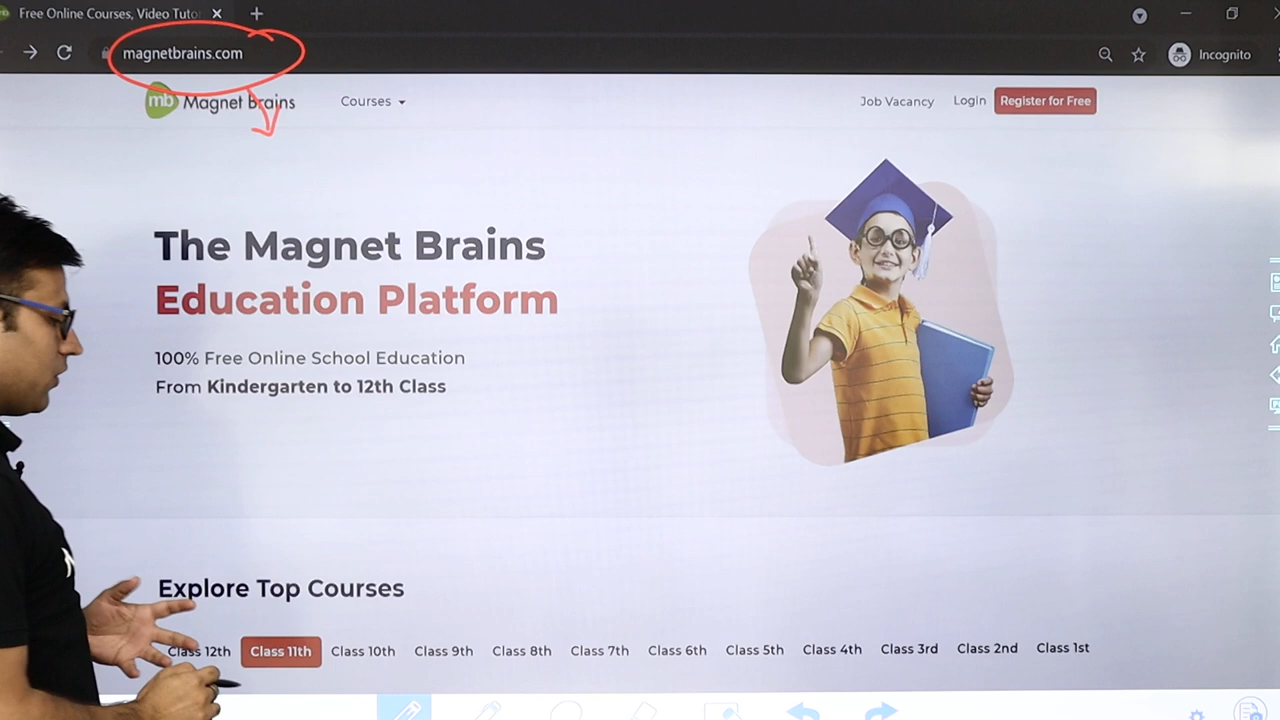 Free Online Courses, Video Tuto
magnetbrains.com
Incognito
mb Magnet Brains
Courses
Job Vacancy
Login
Register for Free
The Magnet Brains
Education Platform
100% Free Online School Education
From Kindergarten to 12th Class
Explore Top Courses
Class 12th
Class 11th
Class 10th
Class 9th
Class 8th
Class 7th
Class 6th
Class 5th
Class 4th
Class 3rd
Class 2nd
Class 1st